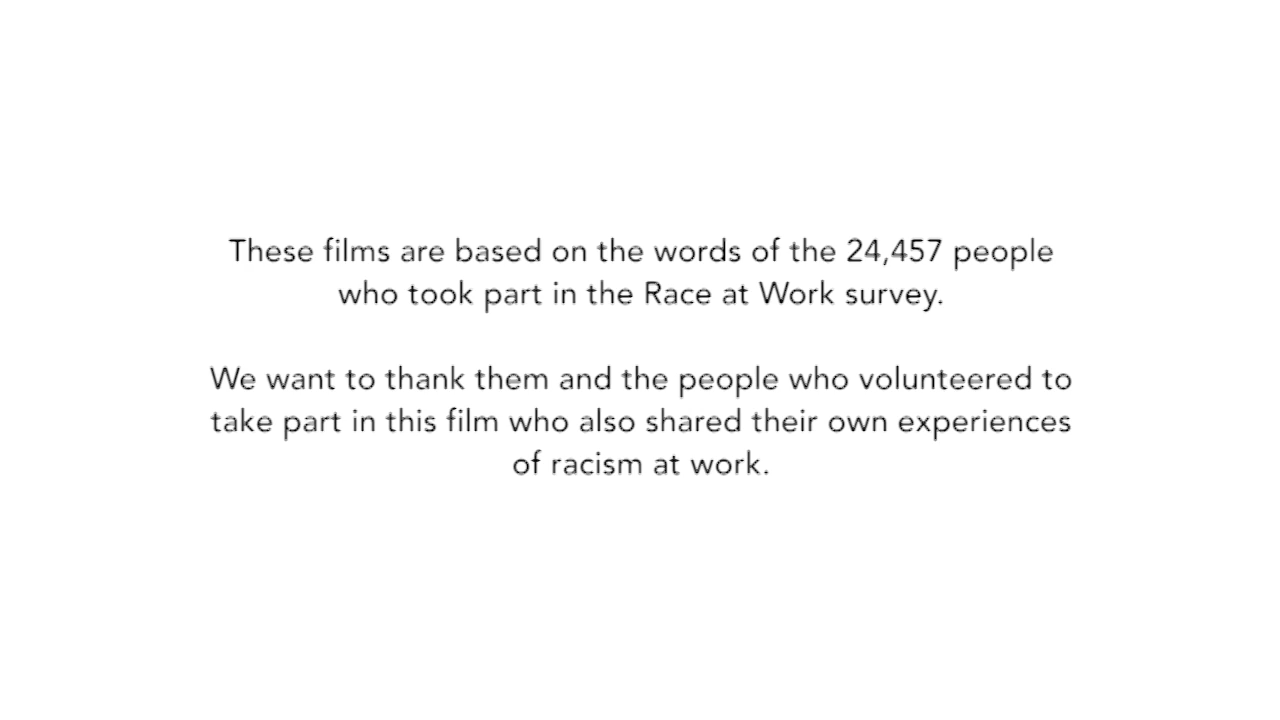 These films are based on the words of the 24,457 people
who took part in the Race at Work survey.
We want to thank them and the people who volunteered to
take part in this film who also shared their own experiences
of racism at work.